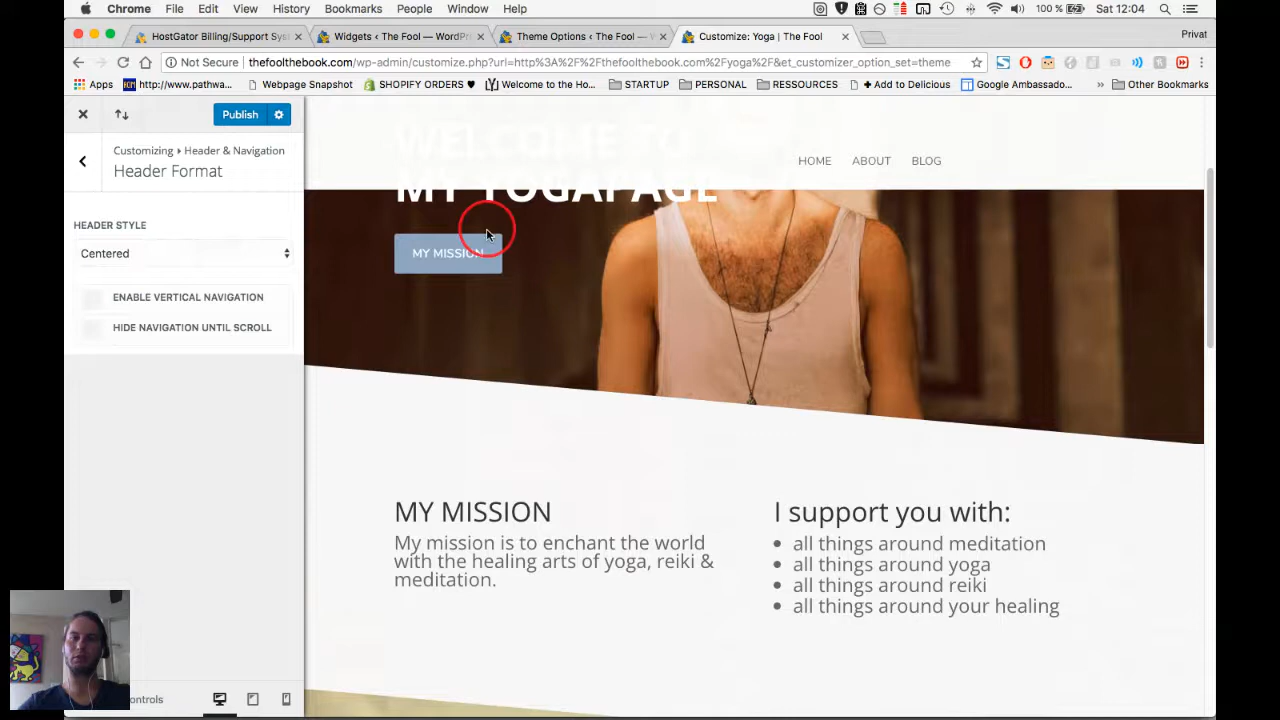 Chrome File Edit View History Bookmarks People Window Help 100 % Sat 12:04
HostGator Billing/Support Sys Widgets ‹ The Fool — WordPr Theme Options ‹ The Fool — W Customize: Yoga | The Fool Privat
Not Secure thefoolthebook.com/wp-admin/customize.php?url=http%3A%2F%2Fthefoolthebook.com%2Fyoga%2F&et_customizer_option_set=theme
Apps http://www.pathwa... Webpage Snapshot SHOPIFY ORDERS ♥ Welcome to the Ho... STARTUP PERSONAL RESSOURCES + Add to Delicious Google Ambassado... » Other Bookmarks
Publish
Customizing ▸ Header & Navigation
Header Format
HEADER STYLE
Centered
ENABLE VERTICAL NAVIGATION
HIDE NAVIGATION UNTIL SCROLL
ontrols
WELCOME TO
MY YOGAPAGE
HOME ABOUT BLOG
MY MISSION
MY MISSION
My mission is to enchant the world
with the healing arts of yoga, reiki &
meditation.
I support you with:
• all things around meditation
• all things around yoga
• all things around reiki
• all things around your healing